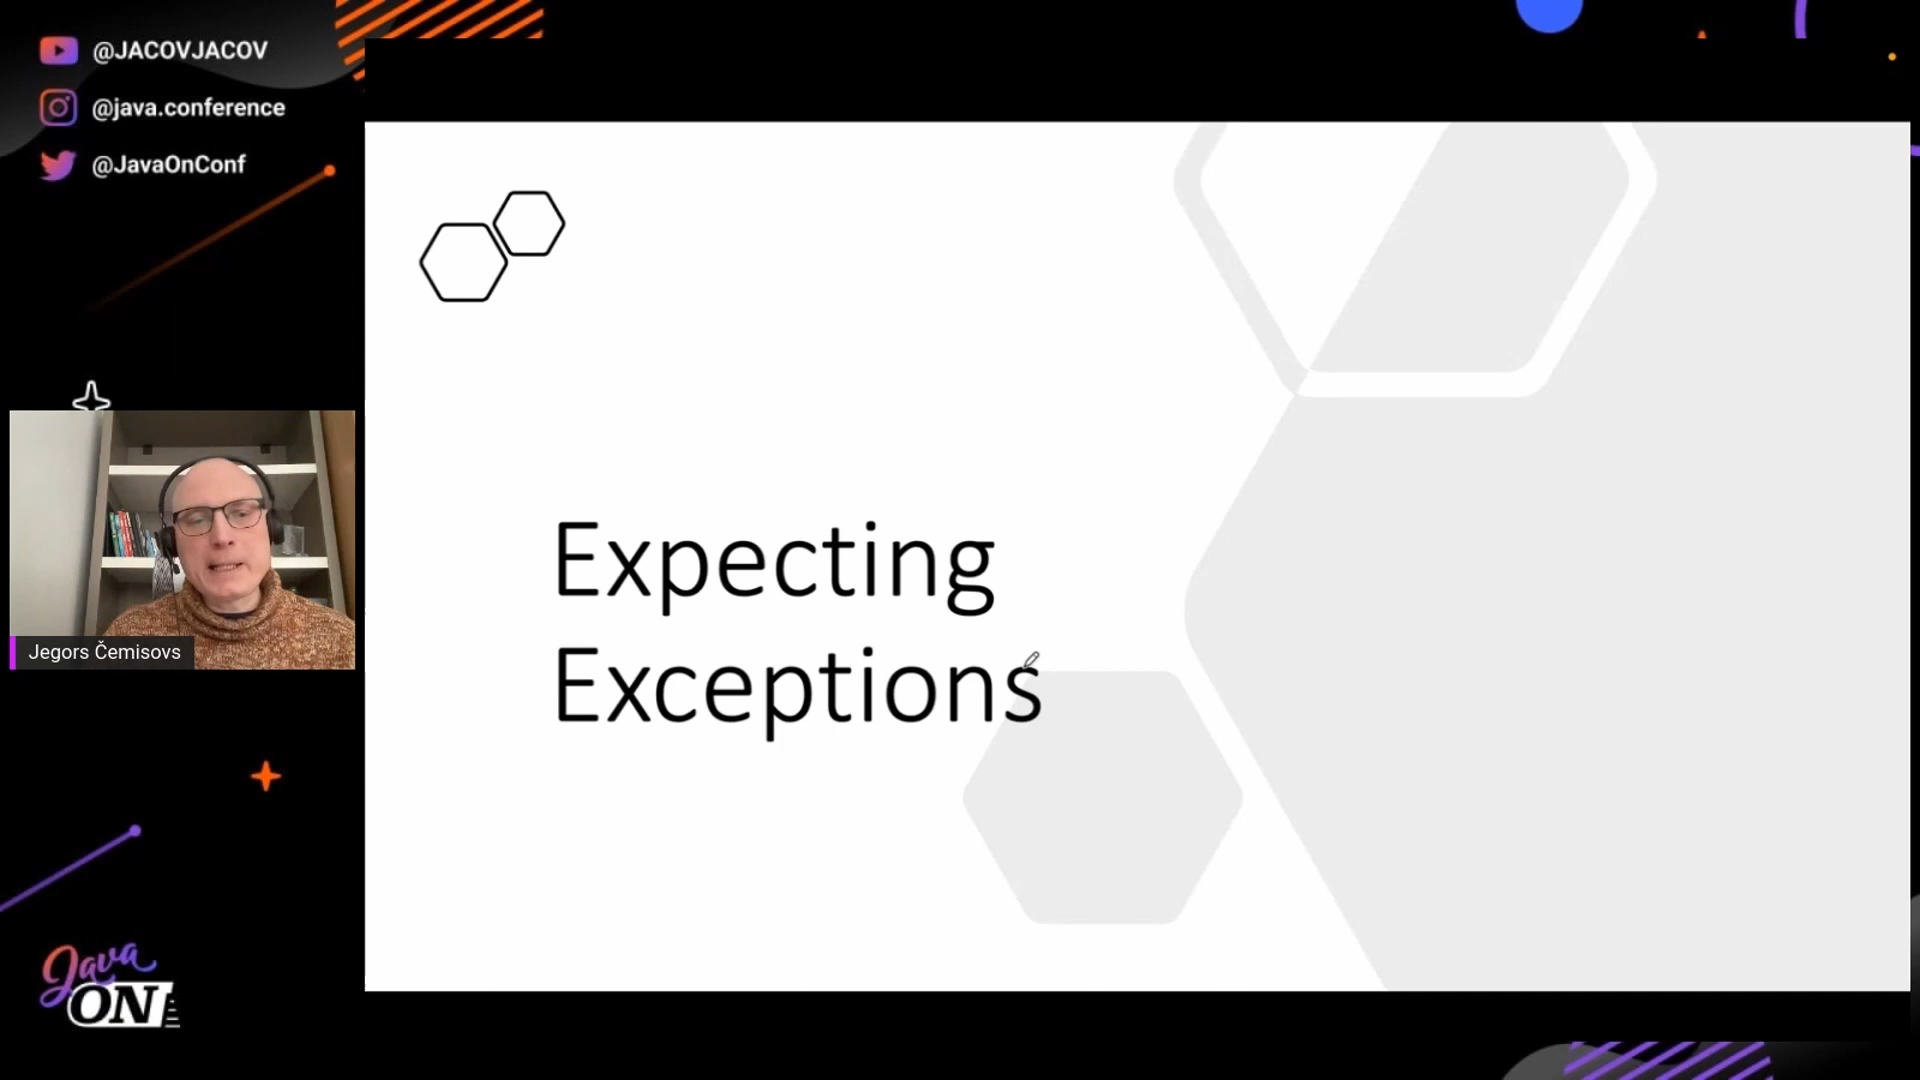 @JACOVJACOV
@java.conference
@JavaOnConf
Expecting
Exceptions
Jegors Čemisovs
Java
ON